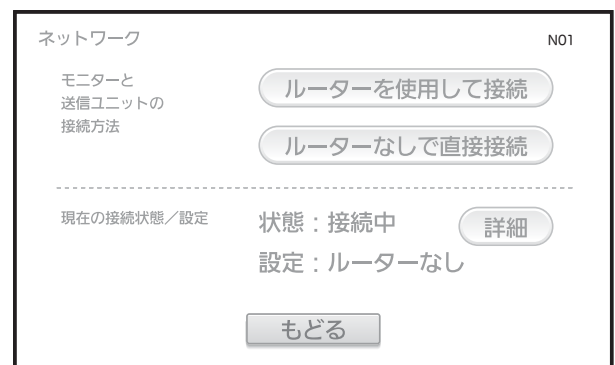 ネットワーク
N01
モニターと
送信ユニットの
接続方法
ルーターを使用して接続
ルーターなしで直接接続
現在の接続状態／設定
状態：接続中
詳細
設定：ルーターなし
もどる